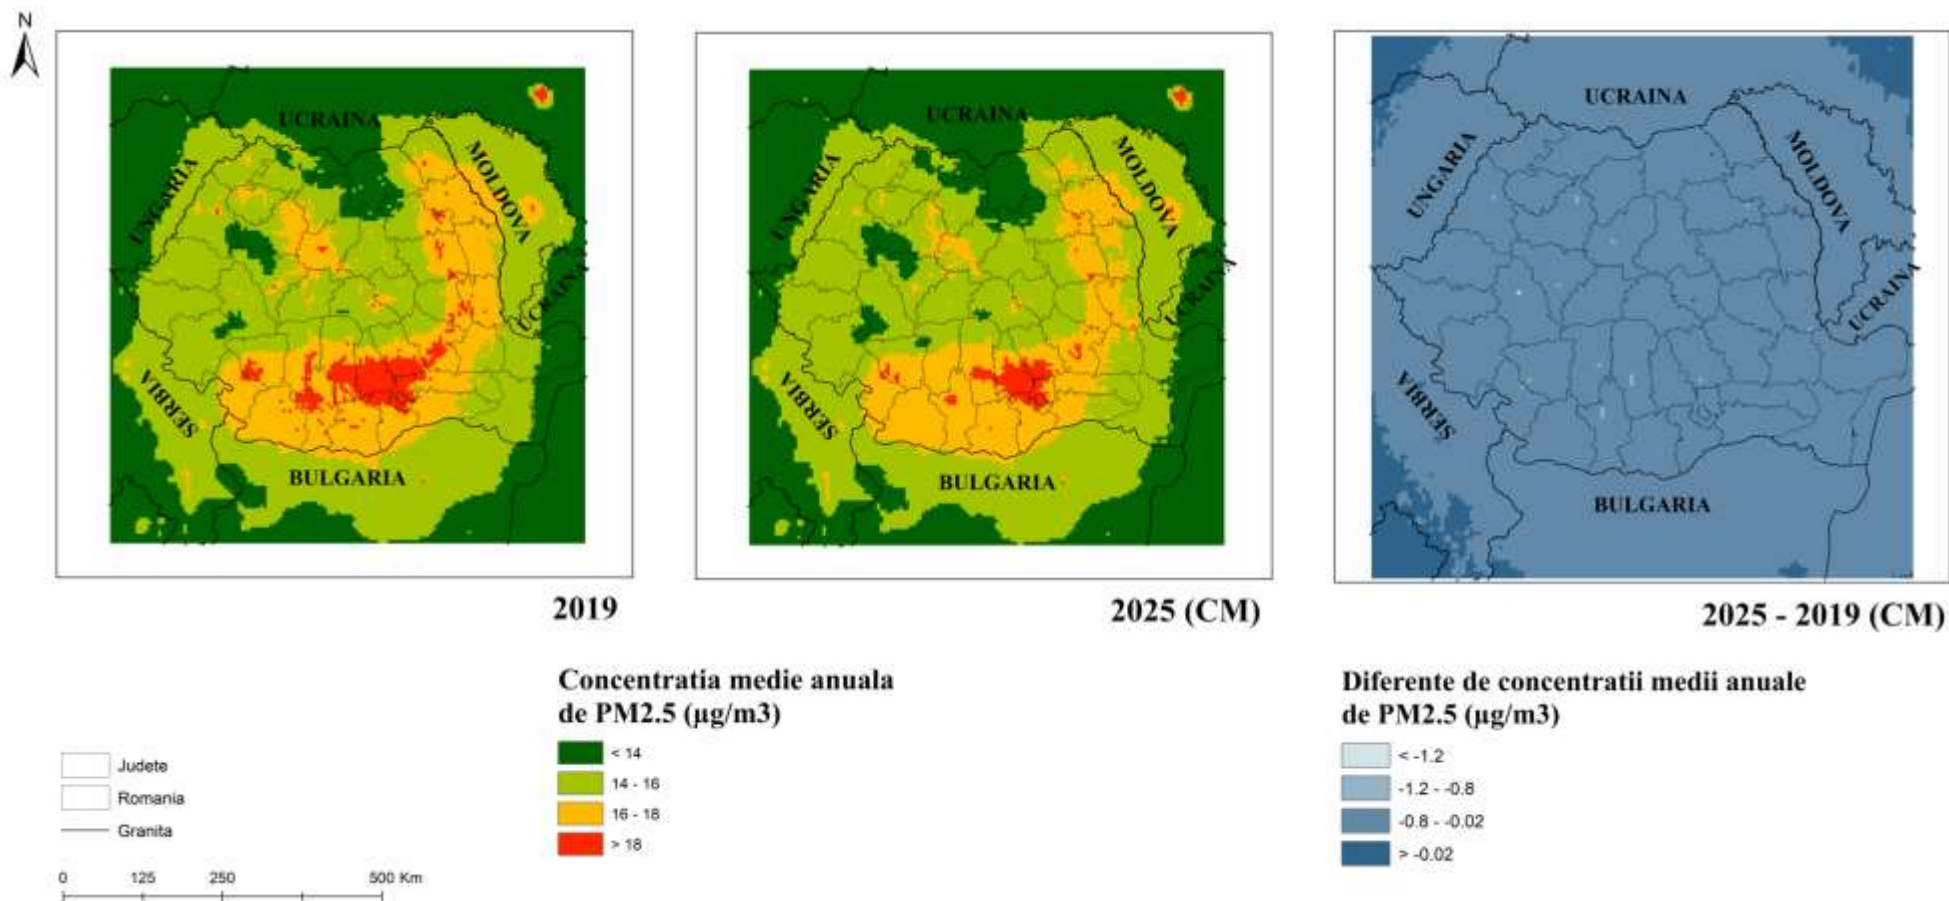 N
UCRAINA
UNGARIA
MOLDOVA
UCRAINA
SERBIA
BULGARIA
2019
UCRAINA
UNGARIA
MOLDOVA
UCRAINA
SERBIA
BULGARIA
2025 (CM)
UCRAINA
UNGARIA
MOLDOVA
UCRAINA
SERBIA
BULGARIA
2025 - 2019 (CM)
Judete
Romania
Granita
0 125 250 500 Km
Concentratia medie anuala
de PM2.5 (µg/m3)
< 14
14 - 16
16 - 18
> 18
Diferente de concentratii medii anuale
de PM2.5 (µg/m3)
< -1.2
-1.2 - -0.8
-0.8 - -0.02
> -0.02